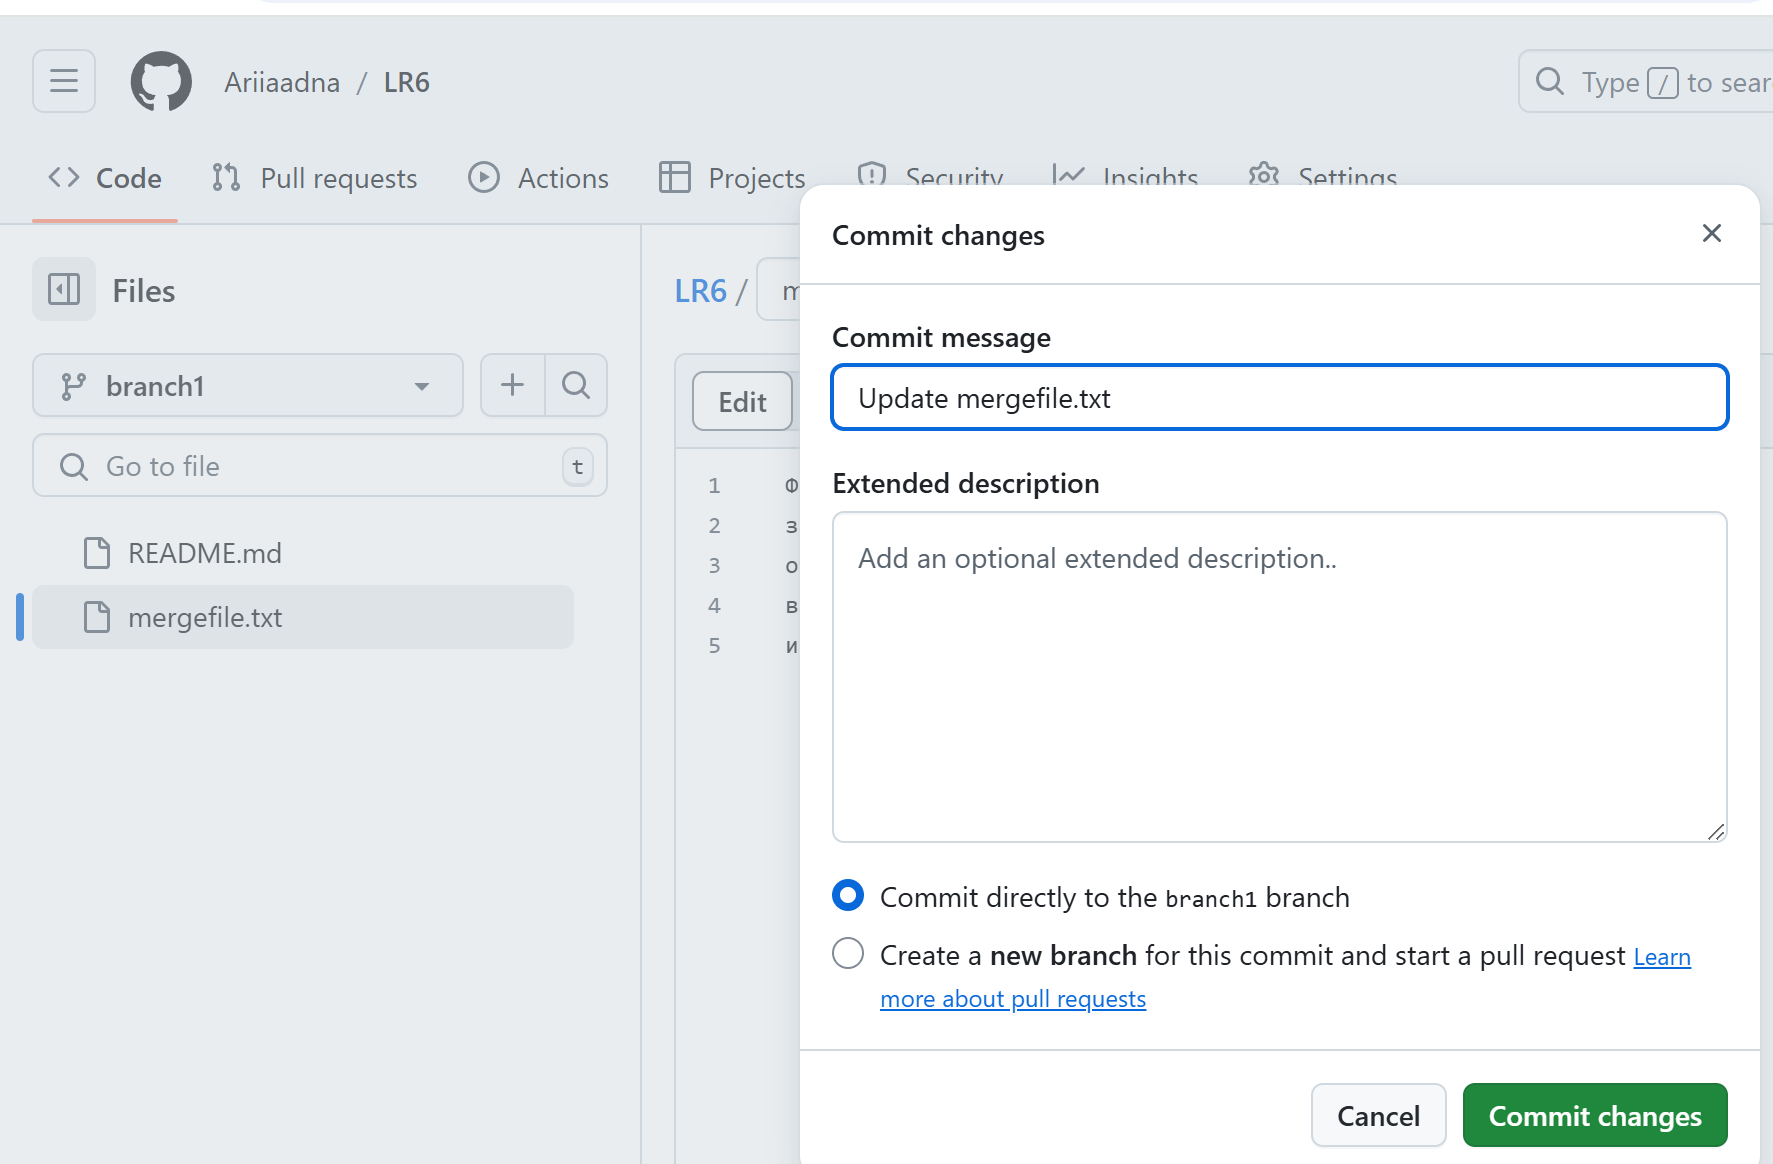 Ariiaadna / LR6
Type / to sear
Code Pull requests Actions Projects Security Insights Settings
Files
branch1
Go to file t
README.md
mergefile.txt
LR6 / m
Edit
1 Ф
2 з
3 о
4 в
5 и
Commit changes
Commit message
Update mergefile.txt
Extended description
Add an optional extended description..
Commit directly to the branch1 branch
Create a new branch for this commit and start a pull request Learn
more about pull requests
Cancel Commit changes